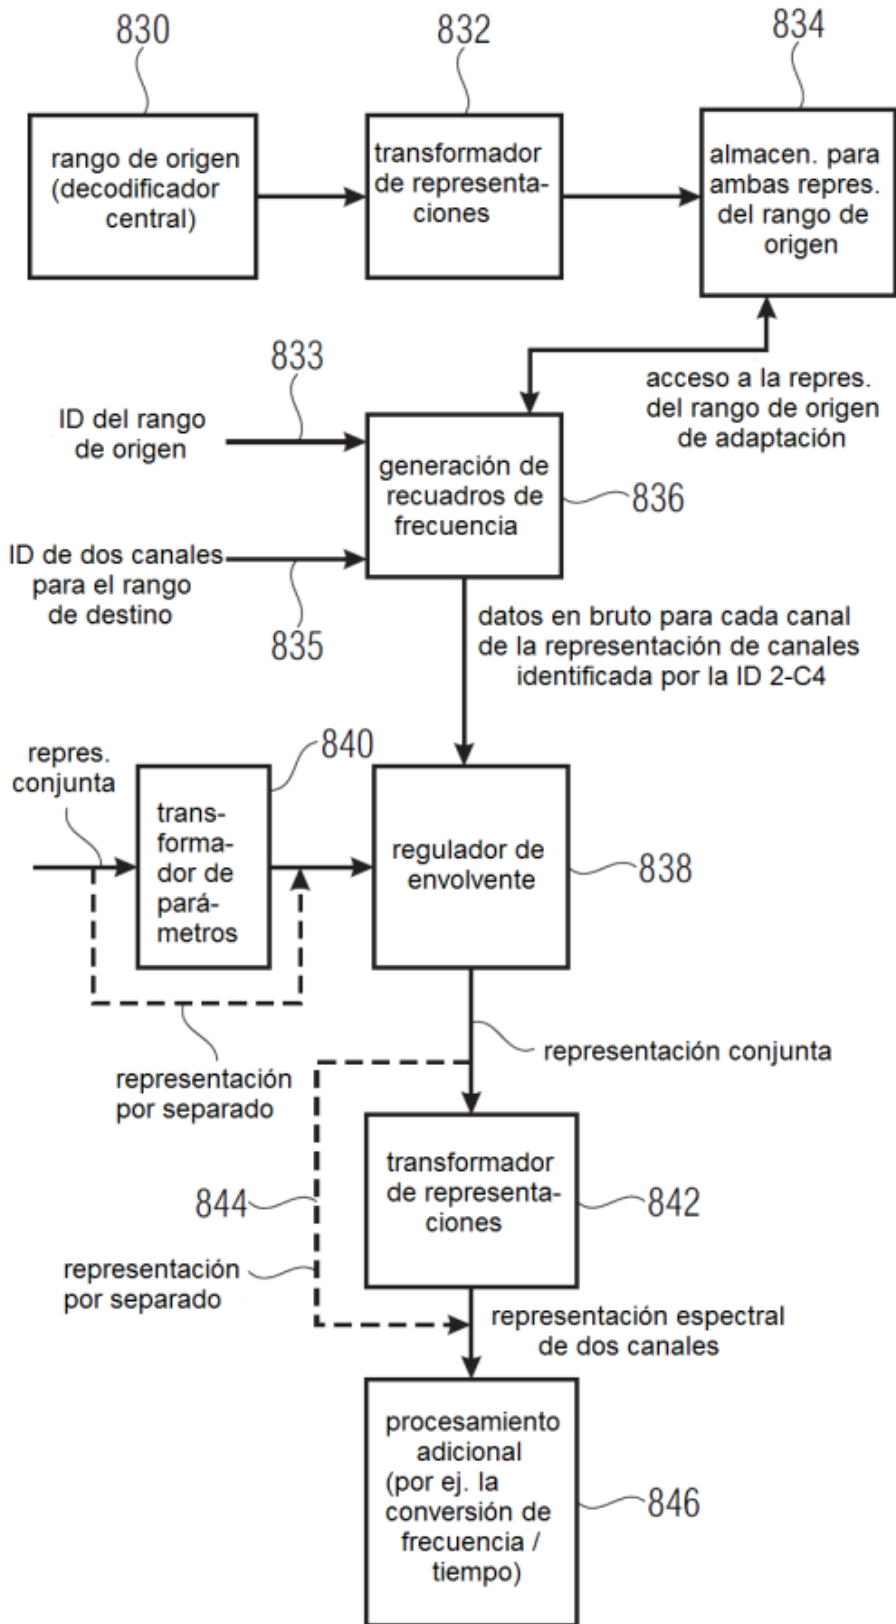 830
832
834
rango de origen
(decodificador
central)
transformador
de representa-
ciones
almacen. para
ambas repres.
del rango de
origen
833
acceso a la repres.
del rango de origen
de adaptación
ID del rango
de origen
generación de
recuadros de
frecuencia
836
ID de dos canales
para el rango
de destino
835
datos en bruto para cada canal
de la representación de canales
identificada por la ID 2-C4
repres.
conjunta
840
trans-
forma-
dor de
pará-
metros
regulador de
envolvente
838
representación conjunta
representación
por separado
transformador
de representa-
ciones
844
842
representación
por separado
representación espectral
de dos canales
procesamiento
adicional
(por ej. la
conversión de
frecuencia /
tiempo)
846